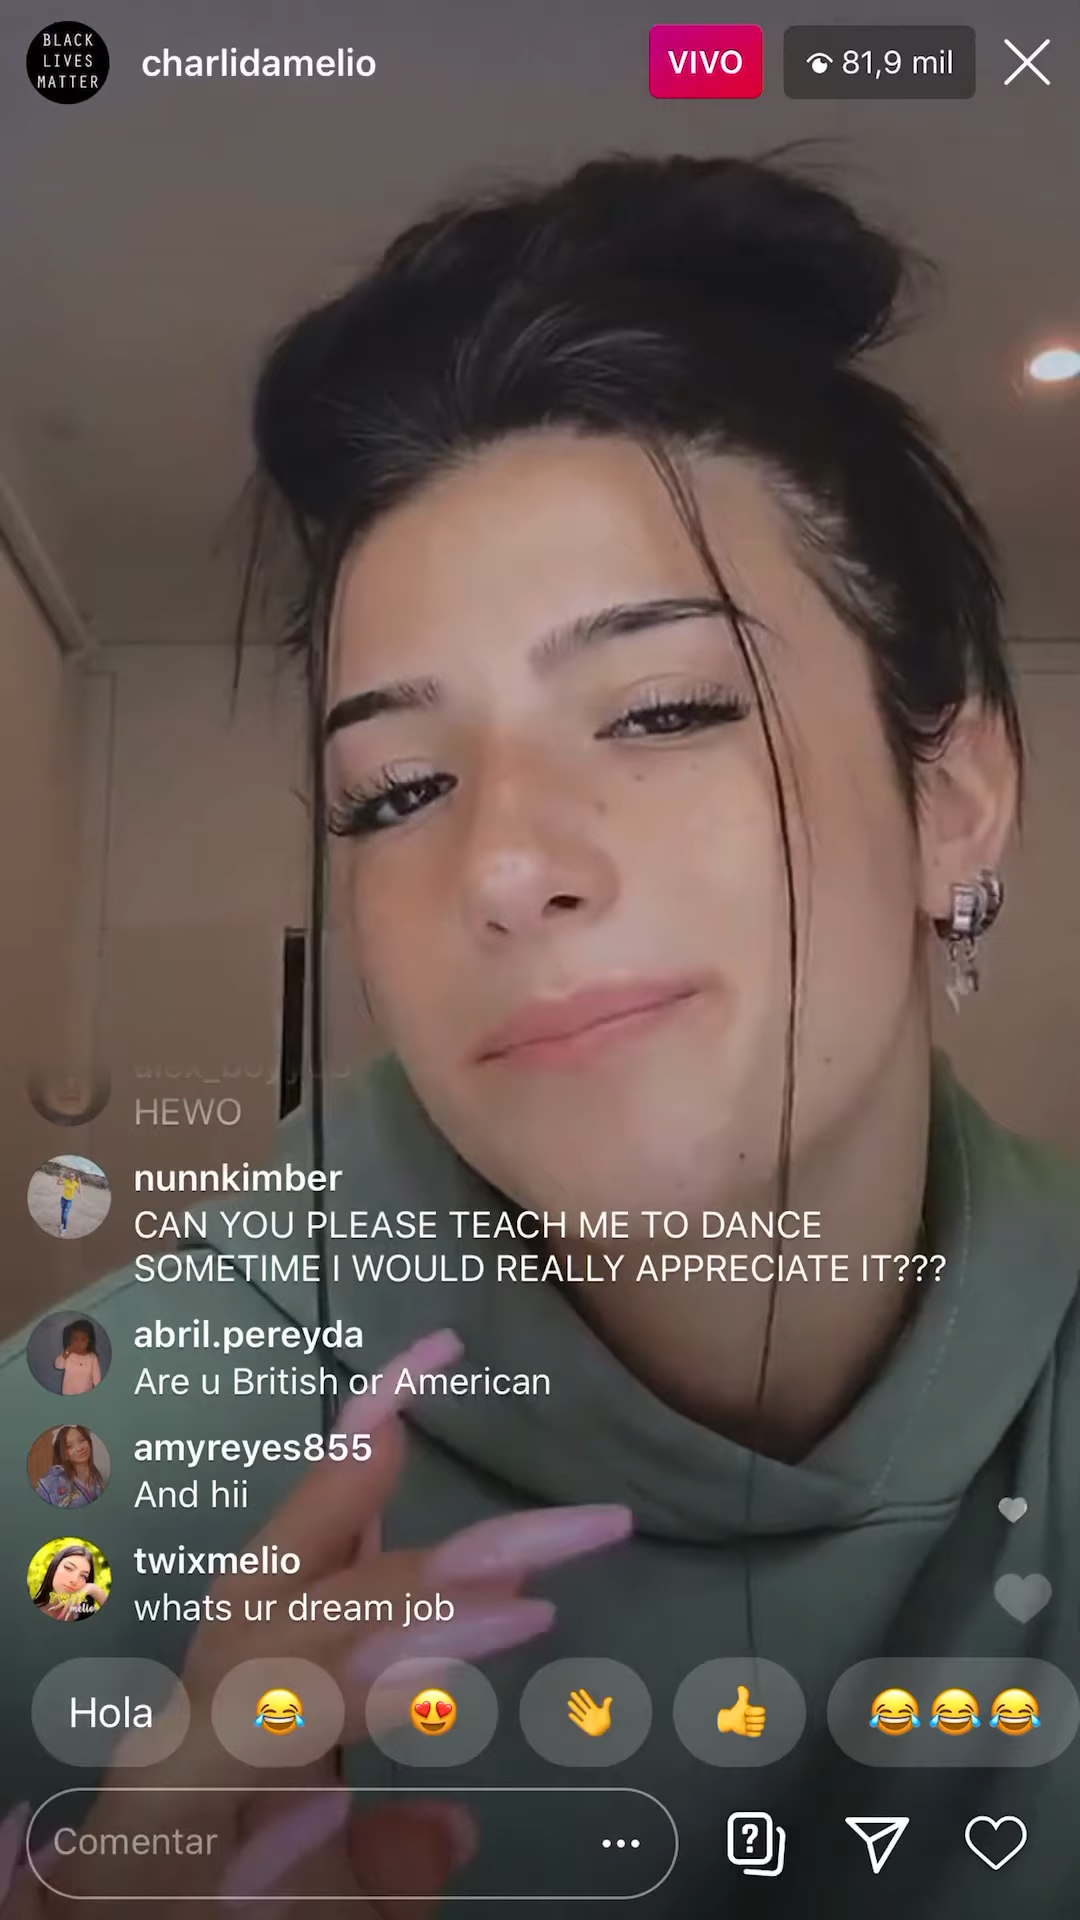 BLACK
LIVES
MATTER
charlidamelio
VIVO
81,9 mil
HEWO
nunnkimber
CAN YOU PLEASE TEACH ME TO DANCE
SOMETIME I WOULD REALLY APPRECIATE IT???
abril.pereyda
Are u British or American
amyreyes855
And hii
twixmelio
whats ur dream job
Hola
Comentar